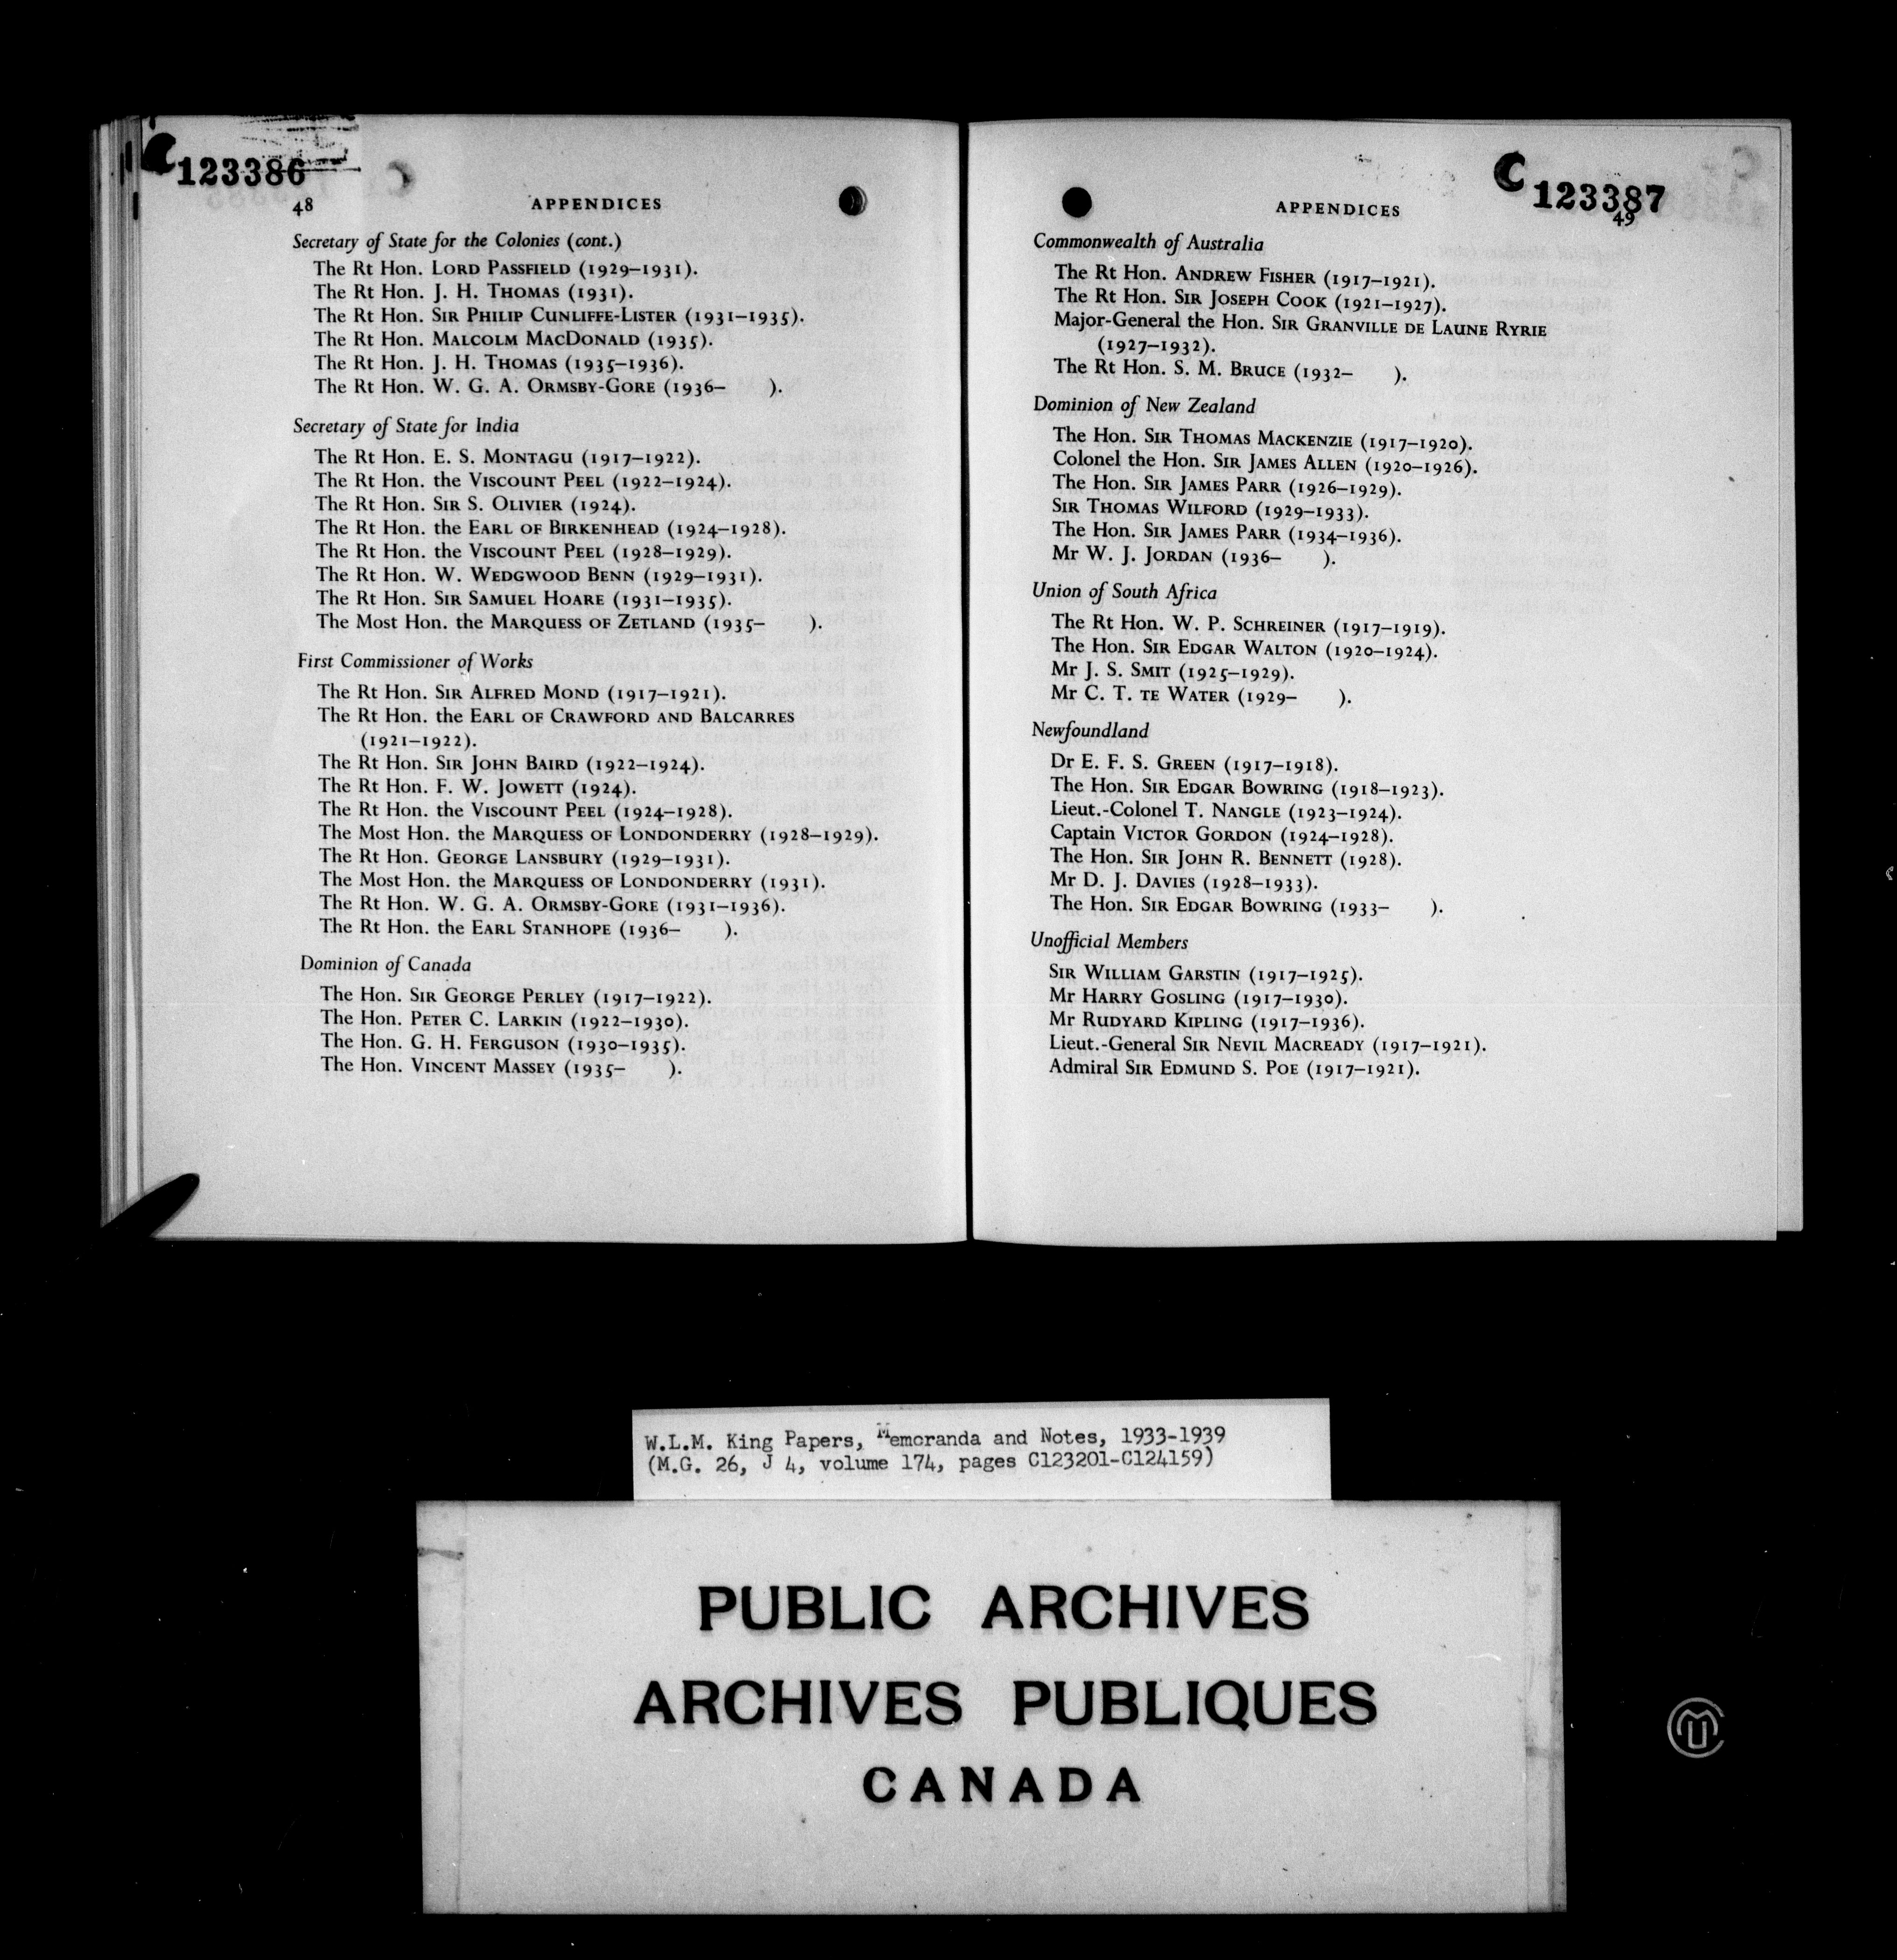 C 123386
48 APPENDICES
Secretary of State for the Colonies (cont.)
The Rt Hon. LORD PASSFIELD (1929–1931).
The Rt Hon. J. H. THOMAS (1931).
The Rt Hon. SIR PHILIP CUNLIFFE-LISTER (1931–1935).
The Rt Hon. MALCOLM MACDONALD (1935).
The Rt Hon. J. H. THOMAS (1935–1936).
The Rt Hon. W. G. A. ORMSBY-GORE (1936– ).
Secretary of State for India
The Rt Hon. E. S. MONTAGU (1917–1922).
The Rt Hon. the VISCOUNT PEEL (1922–1924).
The Rt Hon. SIR S. OLIVIER (1924).
The Rt Hon. the EARL OF BIRKENHEAD (1924–1928).
The Rt Hon. the VISCOUNT PEEL (1928–1929).
The Rt Hon. W. WEDGWOOD BENN (1929–1931).
The Rt Hon. SIR SAMUEL HOARE (1931–1935).
The Most Hon. the MARQUESS OF ZETLAND (1935– ).
First Commissioner of Works
The Rt Hon. SIR ALFRED MOND (1917–1921).
The Rt Hon. the EARL OF CRAWFORD AND BALCARRES
(1921–1922).
The Rt Hon. SIR JOHN BAIRD (1922–1924).
The Rt Hon. F. W. JOWETT (1924).
The Rt Hon. the VISCOUNT PEEL (1924–1928).
The Most Hon. the MARQUESS OF LONDONDERRY (1928–1929).
The Rt Hon. GEORGE LANSBURY (1929–1931).
The Most Hon. the MARQUESS OF LONDONDERRY (1931).
The Rt Hon. W. G. A. ORMSBY-GORE (1931–1936).
The Rt Hon. the EARL STANHOPE (1936– ).
Dominion of Canada
The Hon. SIR GEORGE PERLEY (1917–1922).
The Hon. PETER C. LARKIN (1922–1930).
The Hon. G. H. FERGUSON (1930–1935).
The Hon. VINCENT MASSEY (1935– ).
C 123387
APPENDICES 49
Commonwealth of Australia
The Rt Hon. ANDREW FISHER (1917–1921).
The Rt Hon. SIR JOSEPH COOK (1921–1927).
Major-General the Hon. SIR GRANVILLE DE LAUNE RYRIE
(1927–1932).
The Rt Hon. S. M. BRUCE (1932– ).
Dominion of New Zealand
The Hon. SIR THOMAS MACKENZIE (1917–1920).
Colonel the Hon. SIR JAMES ALLEN (1920–1926).
The Hon. SIR JAMES PARR (1926–1929).
SIR THOMAS WILFORD (1929–1933).
The Hon. SIR JAMES PARR (1934–1936).
Mr W. J. JORDAN (1936– ).
Union of South Africa
The Rt Hon. W. P. SCHREINER (1917–1919).
The Hon. SIR EDGAR WALTON (1920–1924).
Mr J. S. SMIT (1925–1929).
Mr C. T. TE WATER (1929– ).
Newfoundland
Dr E. F. S. GREEN (1917–1918).
The Hon. SIR EDGAR BOWRING (1918–1923).
Lieut.-Colonel T. NANGLE (1923–1924).
Captain VICTOR GORDON (1924–1928).
The Hon. SIR JOHN R. BENNETT (1928).
Mr D. J. DAVIES (1928–1933).
The Hon. SIR EDGAR BOWRING (1933– ).
Unofficial Members
SIR WILLIAM GARSTIN (1917–1925).
Mr HARRY GOSLING (1917–1930).
Mr RUDYARD KIPLING (1917–1936).
Lieut.-General SIR NEVIL MACREADY (1917–1921).
Admiral SIR EDMUND S. POE (1917–1921).
W.L.M. King Papers, Memoranda and Notes, 1933-1939
(M.G. 26, J 4, volume 174, pages C123201-C124159)
PUBLIC ARCHIVES
ARCHIVES PUBLIQUES
CANADA